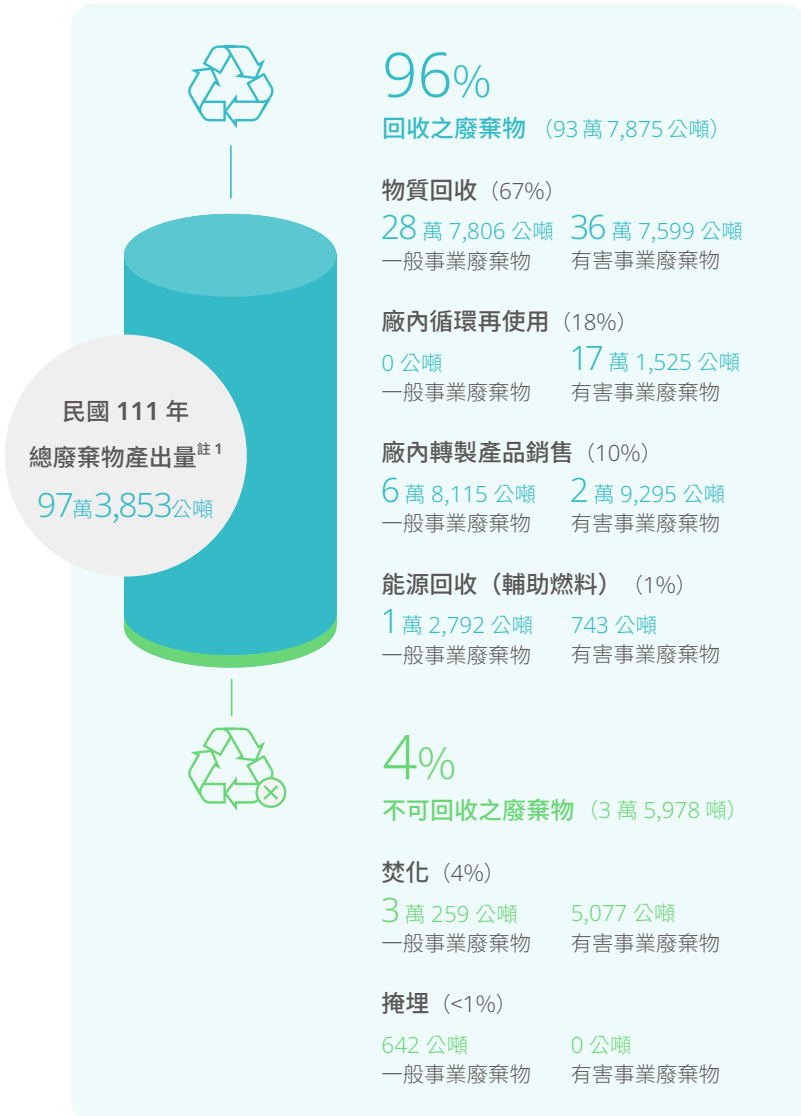 96%
回收之廢棄物 （93 萬 7,875 公噸）
物質回收（67%）
28 萬 7,806 公噸 36 萬 7,599 公噸
一般事業廢棄物 有害事業廢棄物
廠內循環再使用（18%）
0 公噸 17 萬 1,525 公噸
一般事業廢棄物 有害事業廢棄物
民國 111 年
總廢棄物產出量註 1
97萬3,853公噸
廠內轉製產品銷售（10%）
6 萬 8,115 公噸 2 萬 9,295 公噸
一般事業廢棄物 有害事業廢棄物
能源回收（輔助燃料）（1%）
1 萬 2,792 公噸 743 公噸
一般事業廢棄物 有害事業廢棄物
4%
不可回收之廢棄物 （3 萬 5,978 噸）
焚化（4%）
3 萬 259 公噸 5,077 公噸
一般事業廢棄物 有害事業廢棄物
掩埋（<1%）
642 公噸 0 公噸
一般事業廢棄物 有害事業廢棄物